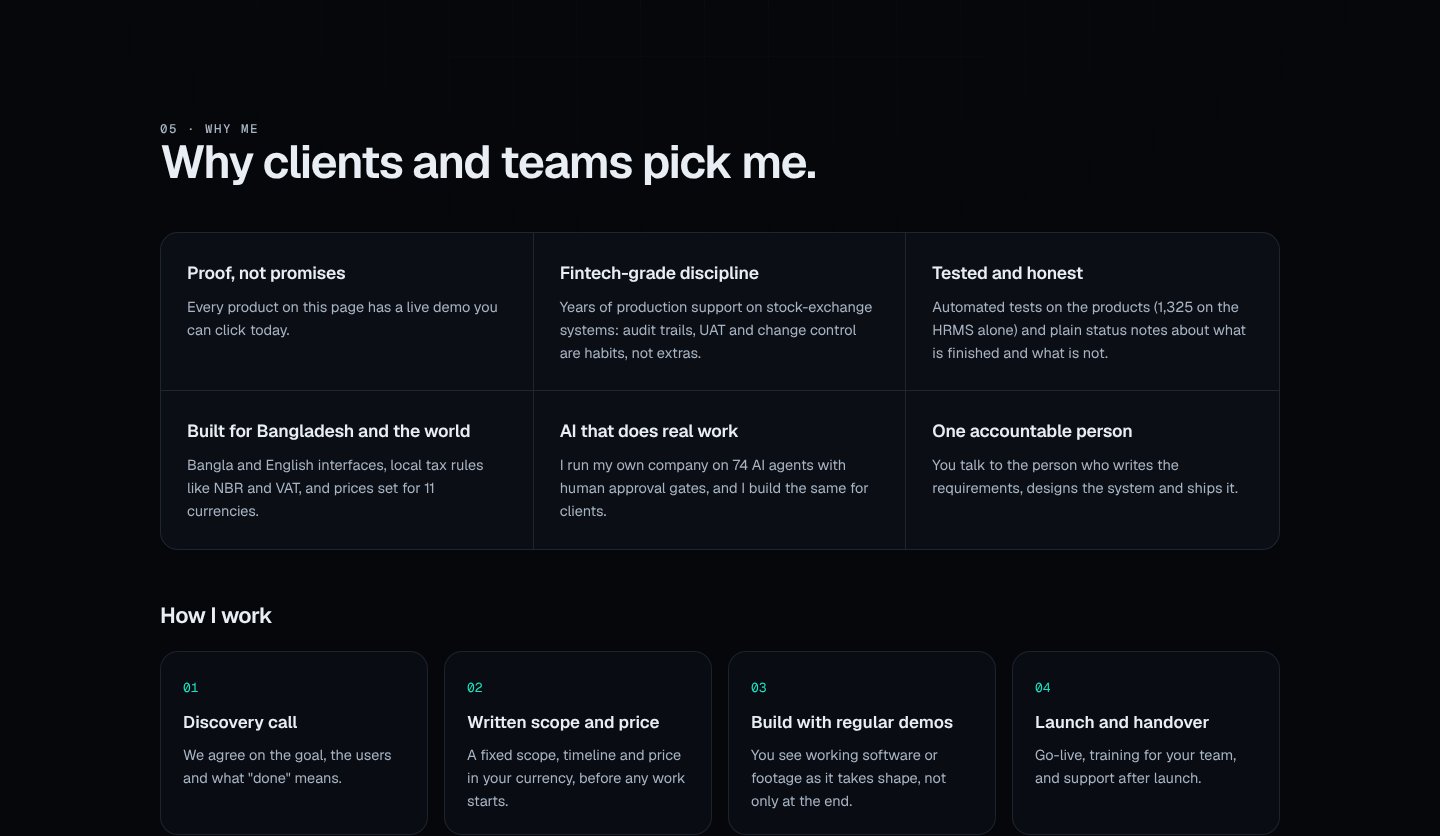 05 · WHY ME
Why clients and teams pick me.
Proof, not promises
Every product on this page has a live demo you
can click today.
Fintech-grade discipline
Years of production support on stock-exchange
systems: audit trails, UAT and change control
are habits, not extras.
Tested and honest
Automated tests on the products (1,325 on the
HRMS alone) and plain status notes about what
is finished and what is not.
Built for Bangladesh and the world
Bangla and English interfaces, local tax rules
like NBR and VAT, and prices set for 11
currencies.
AI that does real work
I run my own company on 74 AI agents with
human approval gates, and I build the same for
clients.
One accountable person
You talk to the person who writes the
requirements, designs the system and ships it.
How I work
01
Discovery call
We agree on the goal, the users
and what "done" means.
02
Written scope and price
A fixed scope, timeline and price
in your currency, before any work
starts.
03
Build with regular demos
You see working software or
footage as it takes shape, not
only at the end.
04
Launch and handover
Go-live, training for your team,
and support after launch.